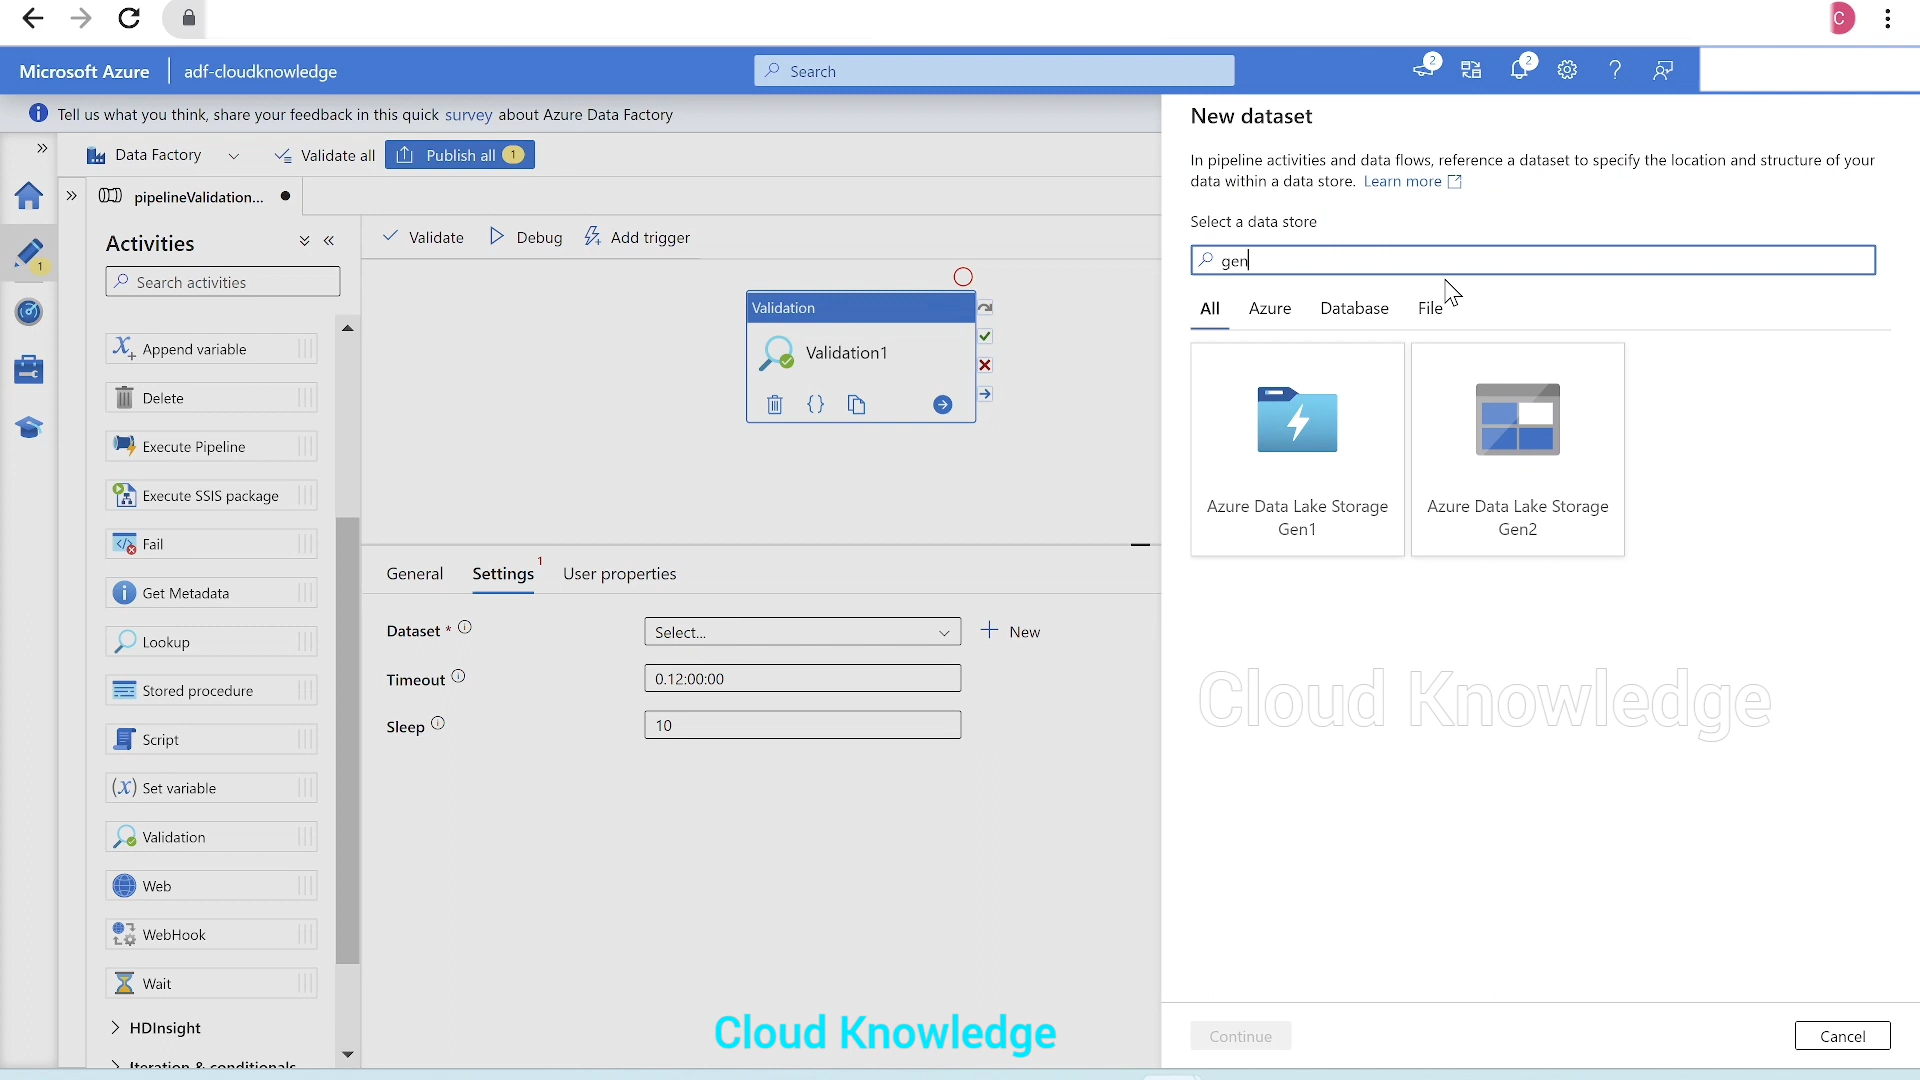 C
Microsoft Azure
adf-cloudknowledge
Search
2
2
Tell us what you think, share your feedback in this quick survey about Azure Data Factory
Data Factory
Validate all
Publish all 1
pipelineValidation...
1
Activities
Search activities
Append variable
Delete
Execute Pipeline
Execute SSIS package
Fail
Get Metadata
Lookup
Stored procedure
Script
Set variable
Validation
Web
WebHook
Wait
HDInsight
Iteration & conditionals
Validate
Debug
Add trigger
Validation
Validation1
General
Settings 1
User properties
Dataset *
Select...
New
Timeout
0.12:00:00
Sleep
10
New dataset
In pipeline activities and data flows, reference a dataset to specify the location and structure of your
data within a data store. Learn more
Select a data store
gen
All
Azure
Database
File
Azure Data Lake Storage
Gen1
Azure Data Lake Storage
Gen2
Cloud Knowledge
Continue
Cancel
Cloud Knowledge